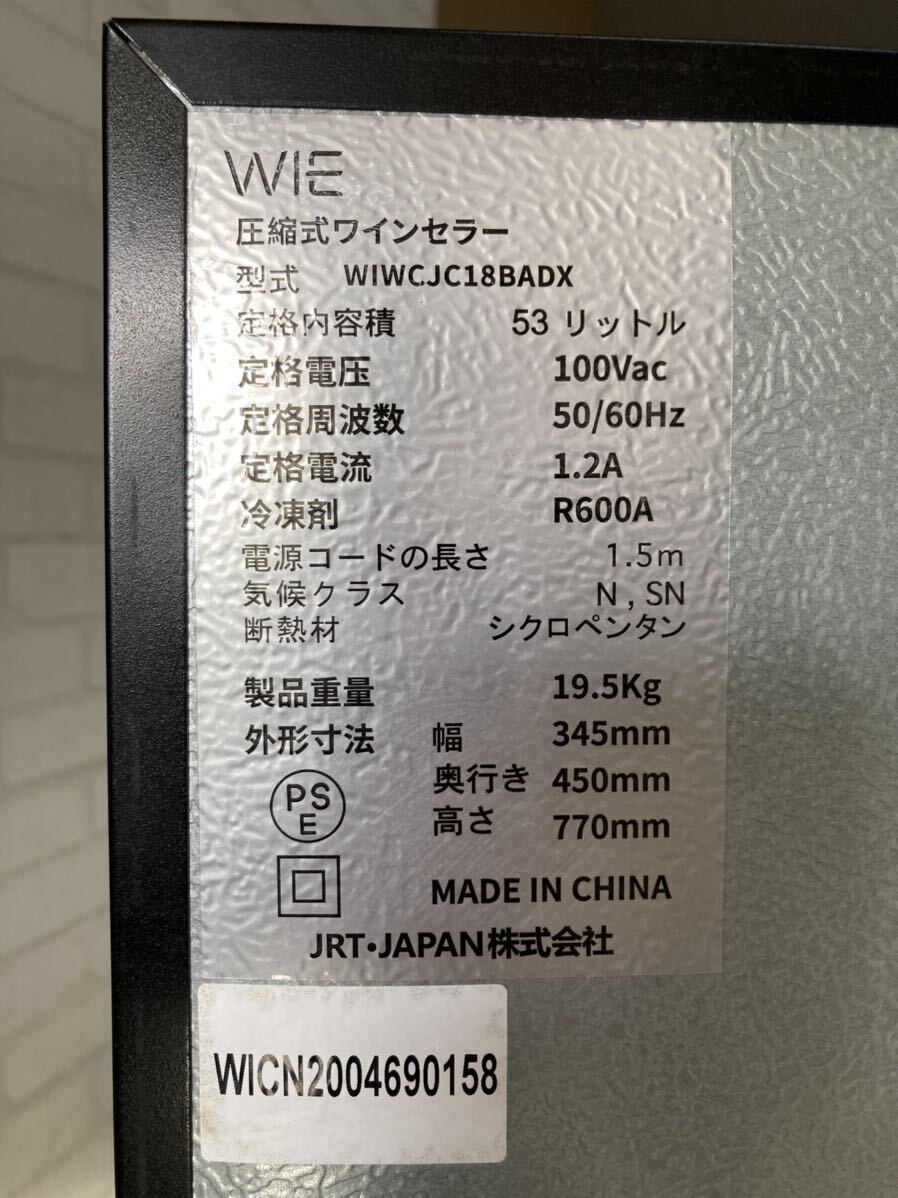 WIE
圧縮式ワインセラー
型式 WIWCJC18BADX
定格内容積 53 リットル
定格電圧 100Vac
定格周波数 50/60Hz
定格電流 1.2A
冷凍剤 R600A
電源コードの長さ 1.5m
気候クラス N , SN
断熱材 シクロペンタン
製品重量 19.5Kg
外形寸法 幅 345mm
奥行き 450mm
高さ 770mm
PS
E
MADE IN CHINA
JRT・JAPAN株式会社
WICN2004690158